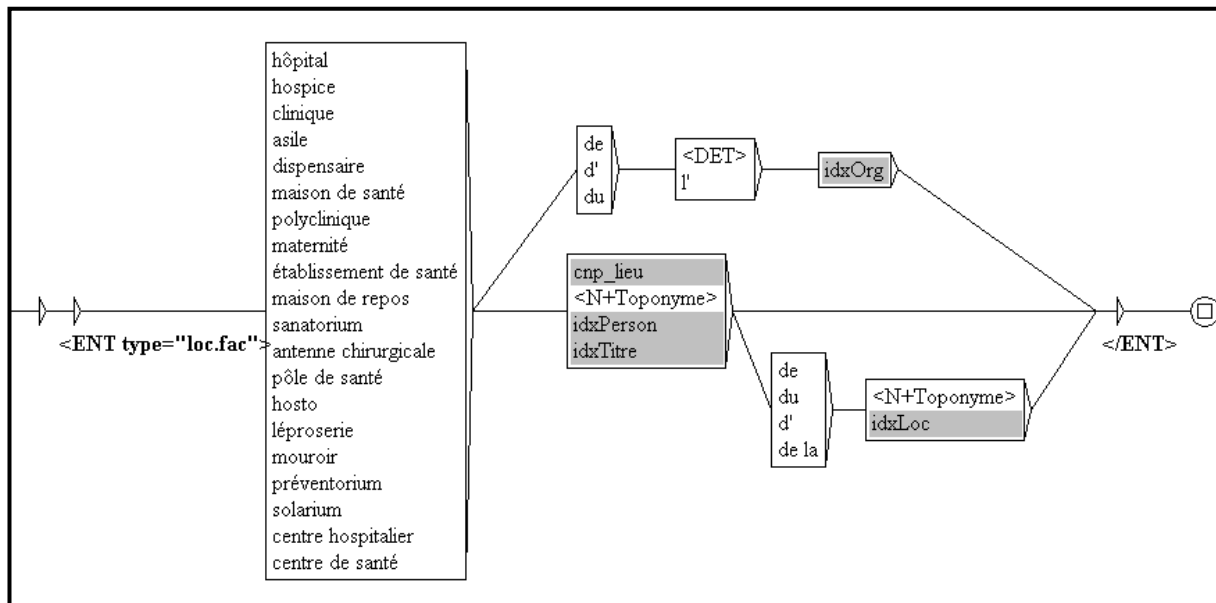 <ENT type="loc.fac">
hôpital
hospice
clinique
asile
dispensaire
maison de santé
polyclinique
maternité
établissement de santé
maison de repos
sanatorium
antenne chirurgicale
pôle de santé
hosto
léproserie
mouroir
préventorium
solarium
centre hospitalier
centre de santé
de
d'
du
<DET>
l'
idxOrg
cnp_lieu
<N+Toponyme>
idxPerson
idxTitre
de
du
d'
de la
<N+Toponyme>
idxLoc
</ENT>